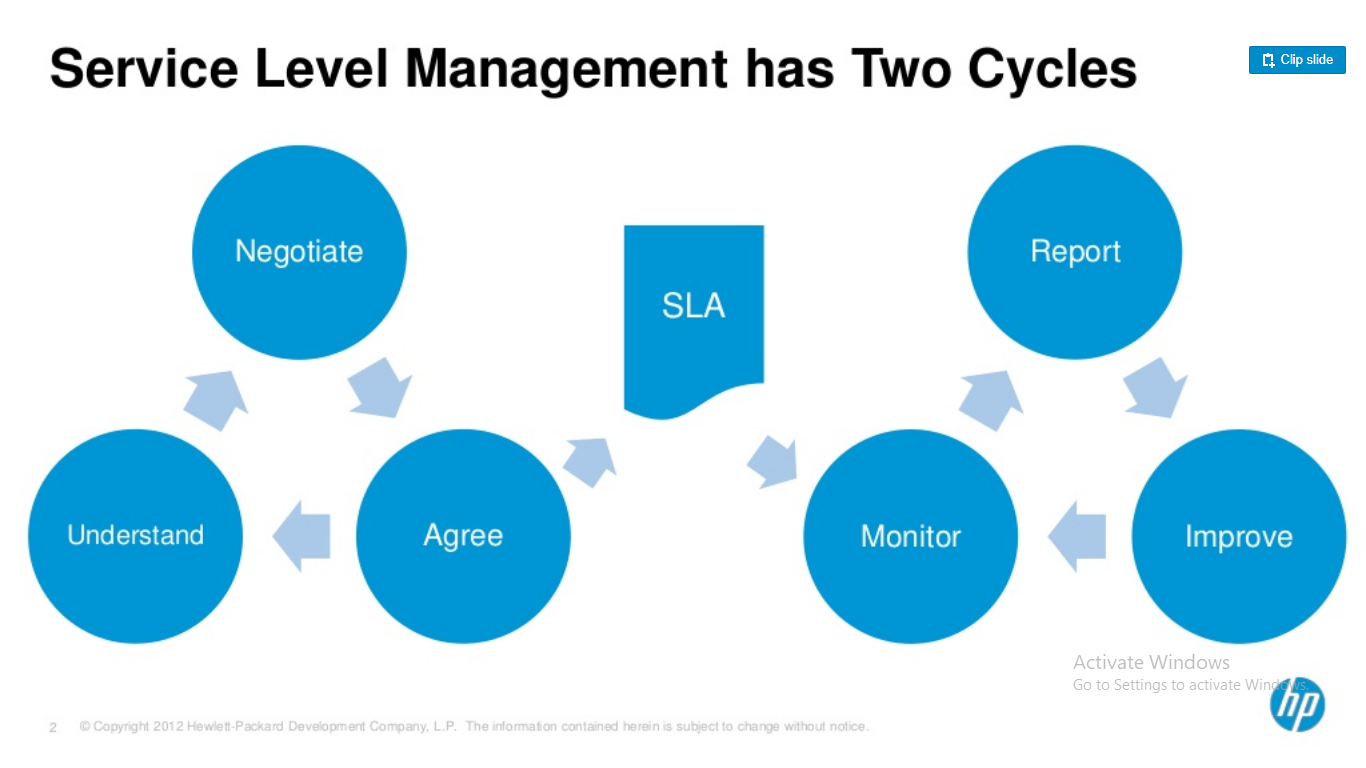 Service Level Management has Two Cycles
Clip slide
Negotiate
Report
SLA
Understand
Agree
Monitor
Improve
Activate Windows
Go to Settings to activate Windows.
hp
2 © Copyright 2012 Hewlett-Packard Development Company, L.P. The information contained herein is subject to change without notice.